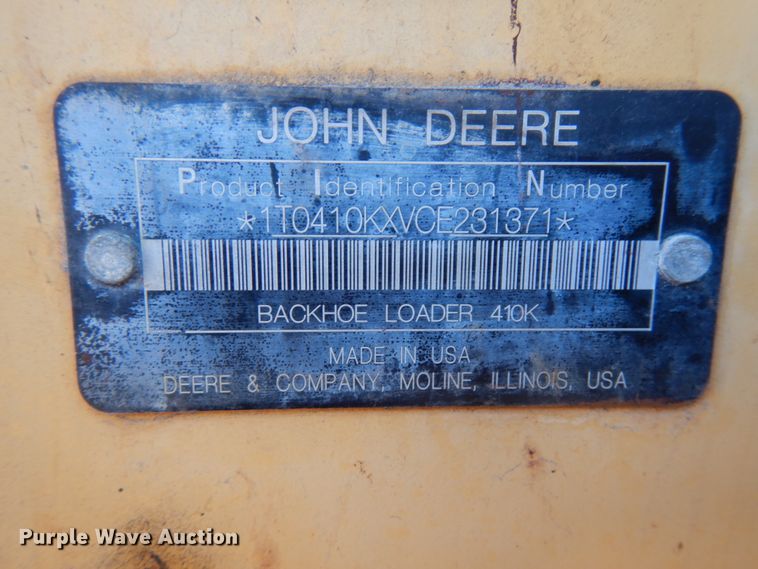 JOHN DEERE
Product Identification Number
*1T0410KXVCE231371*
BACKHOE LOADER 410K
MADE IN USA
DEERE & COMPANY, MOLINE, ILLINOIS, USA
Purple Wave Auction